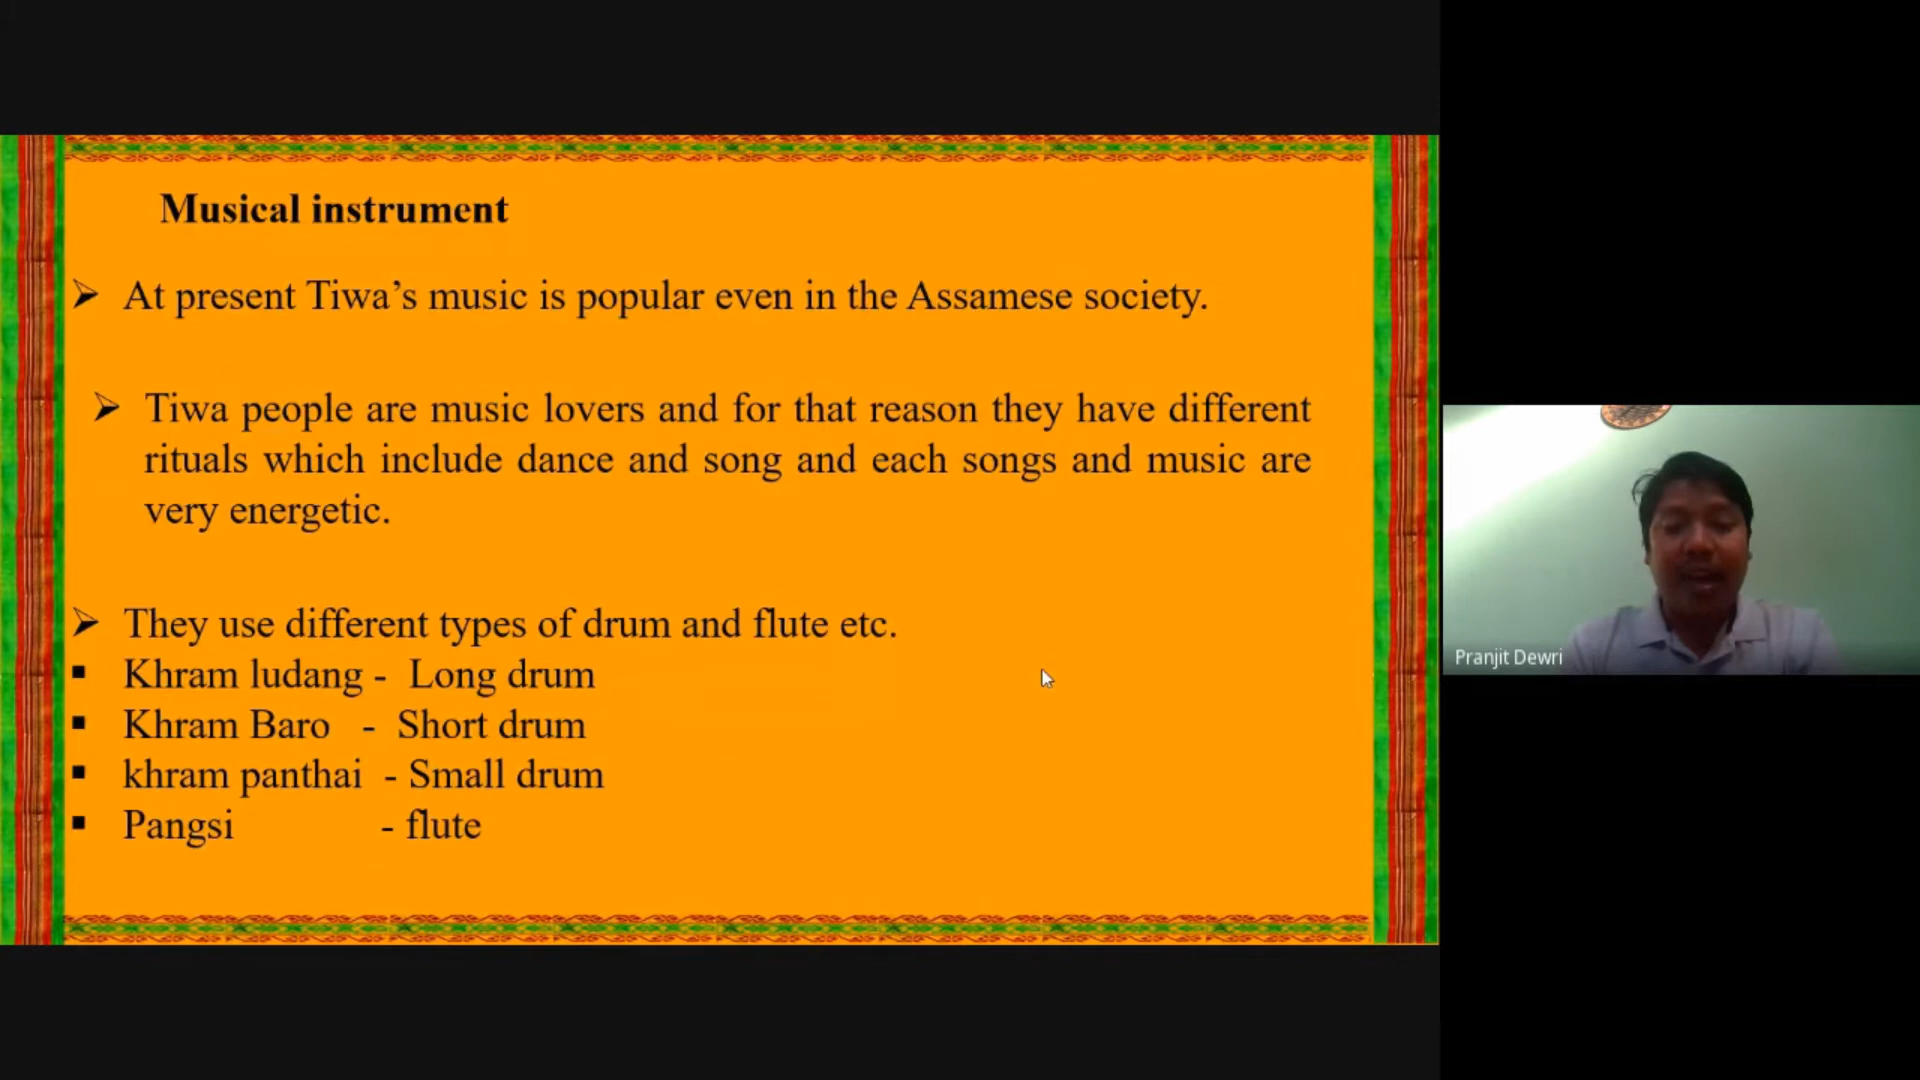 Musical instrument
➢ At present Tiwa’s music is popular even in the Assamese society.
➢ Tiwa people are music lovers and for that reason they have different
rituals which include dance and song and each songs and music are
very energetic.
➢ They use different types of drum and flute etc.
▪ Khram ludang - Long drum
▪ Khram Baro - Short drum
▪ khram panthai - Small drum
▪ Pangsi - flute
Pranjit Dewri